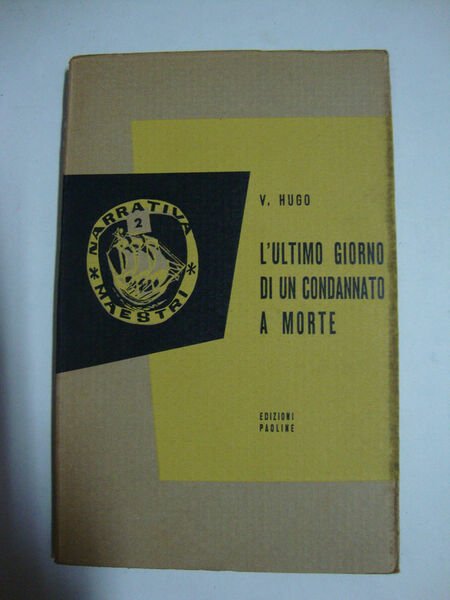 NARRATIVA
2
* MAESTRI *
V. HUGO
L'ULTIMO GIORNO
DI UN CONDANNATO
A MORTE
EDIZIONI
PAOLINE